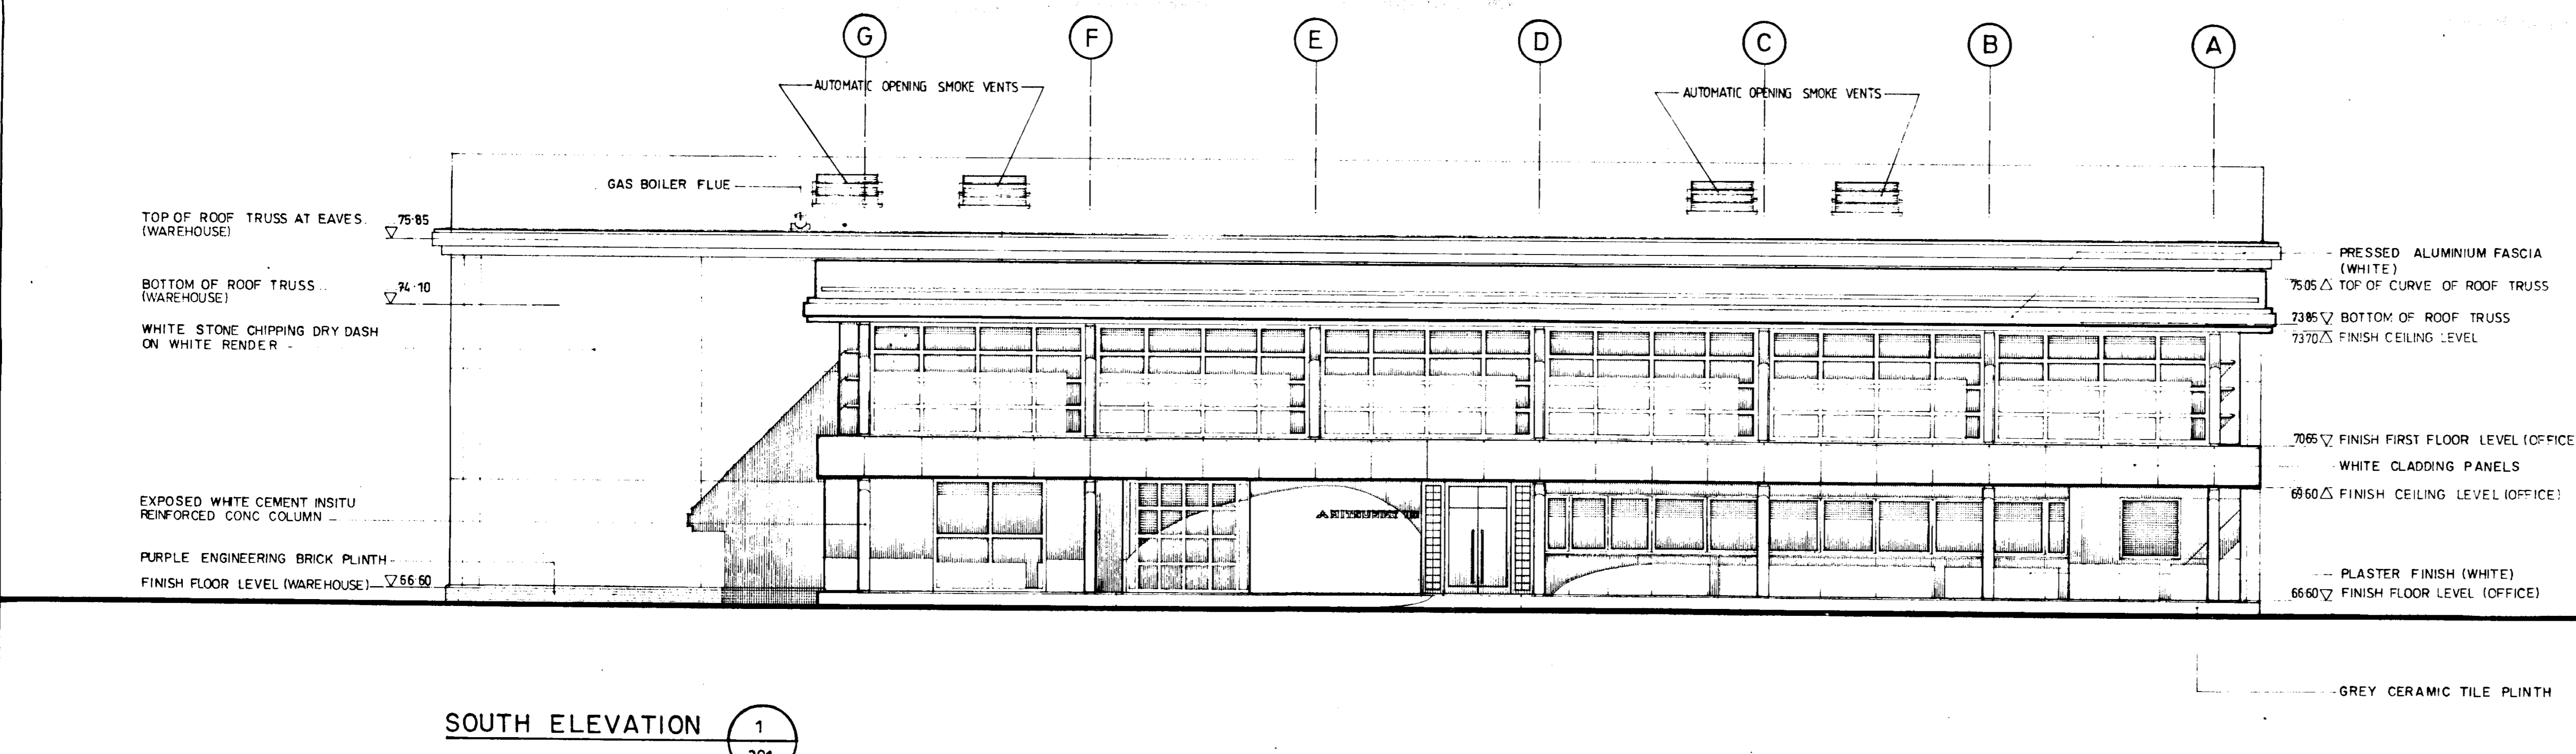 G F E D C B A
AUTOMATIC OPENING SMOKE VENTS
AUTOMATIC OPENING SMOKE VENTS
GAS BOILER FLUE
TOP OF ROOF TRUSS AT EAVES. 75·85
(WAREHOUSE)
BOTTOM OF ROOF TRUSS 74·10
(WAREHOUSE)
WHITE STONE CHIPPING DRY DASH
ON WHITE RENDER
EXPOSED WHITE CEMENT INSITU
REINFORCED CONC COLUMN
PURPLE ENGINEERING BRICK PLINTH
FINISH FLOOR LEVEL (WAREHOUSE) 66·60
PRESSED ALUMINIUM FASCIA
(WHITE)
75 05 TOP OF CURVE OF ROOF TRUSS
73 85 BOTTOM OF ROOF TRUSS
73 70 FINISH CEILING LEVEL
70 65 FINISH FIRST FLOOR LEVEL (OFFICE
WHITE CLADDING PANELS
69 60 FINISH CEILING LEVEL (OFFICE)
PLASTER FINISH (WHITE)
66 60 FINISH FLOOR LEVEL (OFFICE)
GREY CERAMIC TILE PLINTH
SOUTH ELEVATION 1